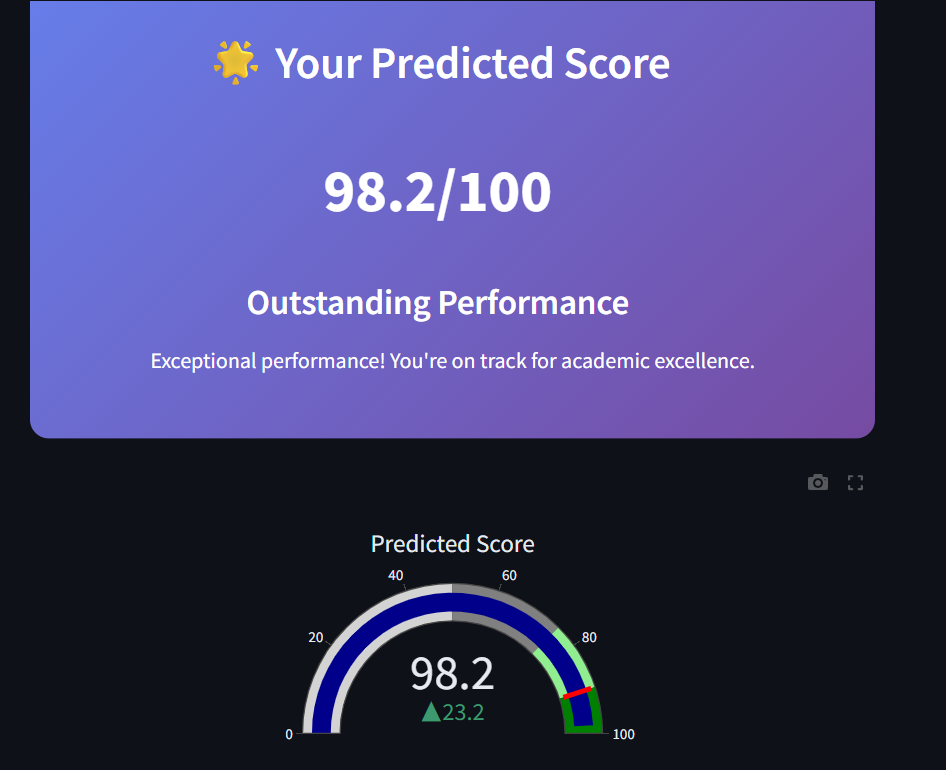 🌟 Your Predicted Score
98.2/100
Outstanding Performance
Exceptional performance! You're on track for academic excellence.
Predicted Score
40 60
20 80
98.2
▲23.2
0 100